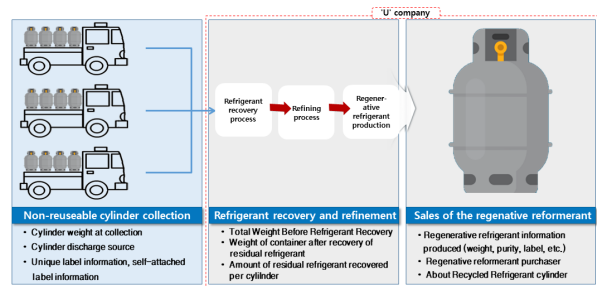 'U' company
Refrigerant
recovery
process
Refining
process
Regener-
ative
refrigerant
production
Non-reuseable cylinder collection
• Cylinder weight at collection
• Cylinder discharge source
• Unique label information, self-attached
label information
Refrigerant recovery and refinement
• Total Weight Before Refrigerant Recovery
• Weight of container after recovery of
residual refrigerant
• Amount of residual refrigerant recovered
per cylilnder
Sales of the regenative reformerant
• Regenerative refrigerant information
produced (weight, purity, label, etc.)
• Regenative reformerant purchaser
• About Recycled Refrigerant cylinder